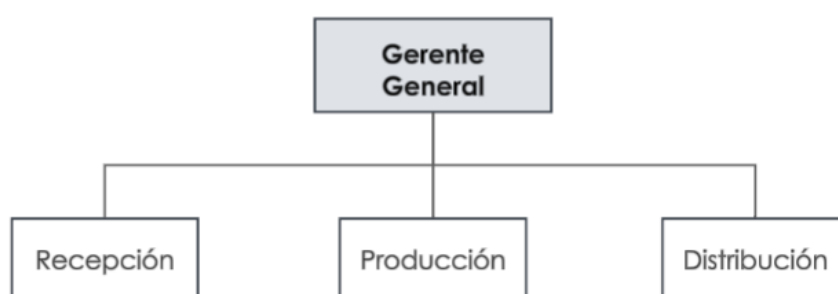 Gerente
General
Recepción
Producción
Distribución